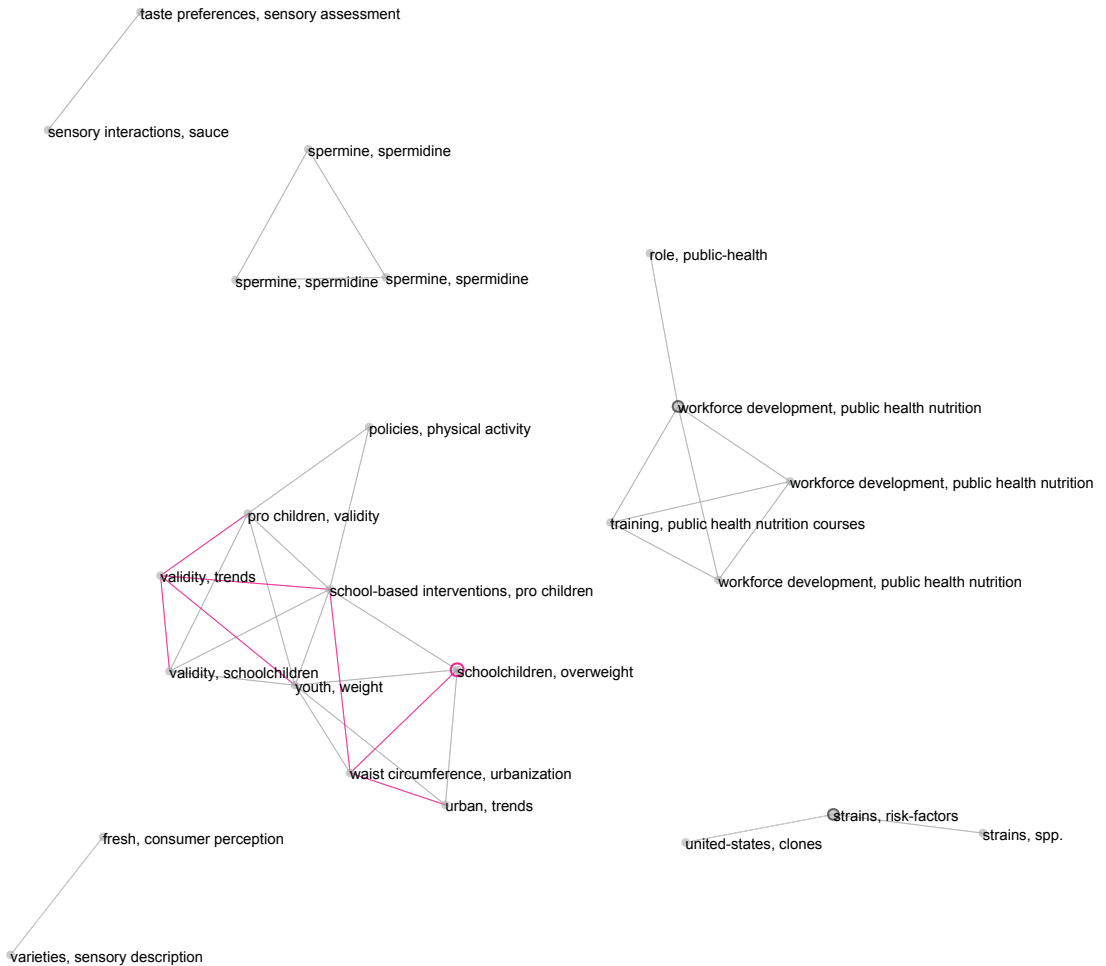 taste preferences, sensory assessment
sensory interactions, sauce
spermine, spermidine
spermine, spermidine
spermine, spermidine
role, public-health
workforce development, public health nutrition
policies, physical activity
workforce development, public health nutrition
pro children, validity
training, public health nutrition courses
validity, trends
workforce development, public health nutrition
school-based interventions, pro children
validity, schoolchildren
schoolchildren, overweight
youth, weight
waist circumference, urbanization
urban, trends
strains, risk-factors
strains, spp.
fresh, consumer perception
united-states, clones
varieties, sensory description